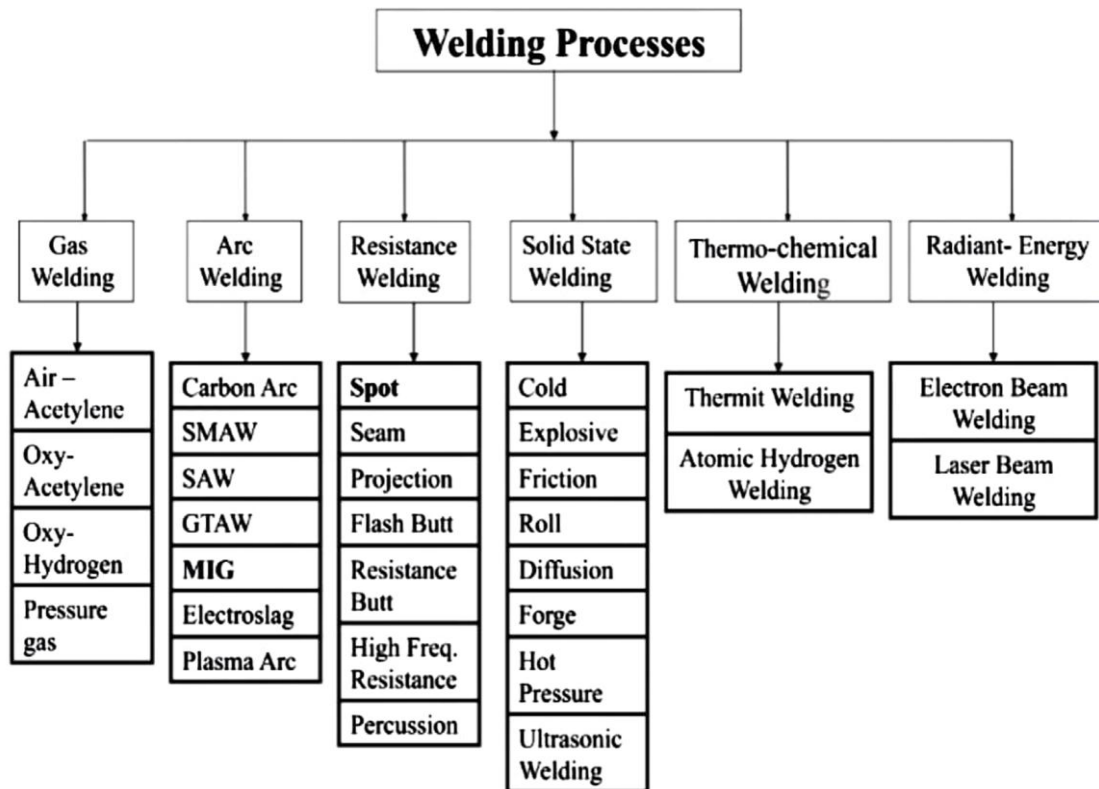 Welding Processes
Gas
Welding
Arc
Welding
Resistance
Welding
Solid State
Welding
Thermo-chemical
Welding
Radiant- Energy
Welding
Air –
Acetylene
Oxy-
Acetylene
Oxy-
Hydrogen
Pressure
gas
Carbon Arc
SMAW
SAW
GTAW
MIG
Electroslag
Plasma Arc
Spot
Seam
Projection
Flash Butt
Resistance
Butt
High Freq.
Resistance
Percussion
Cold
Explosive
Friction
Roll
Diffusion
Forge
Hot
Pressure
Ultrasonic
Welding
Thermit Welding
Atomic Hydrogen
Welding
Electron Beam
Welding
Laser Beam
Welding